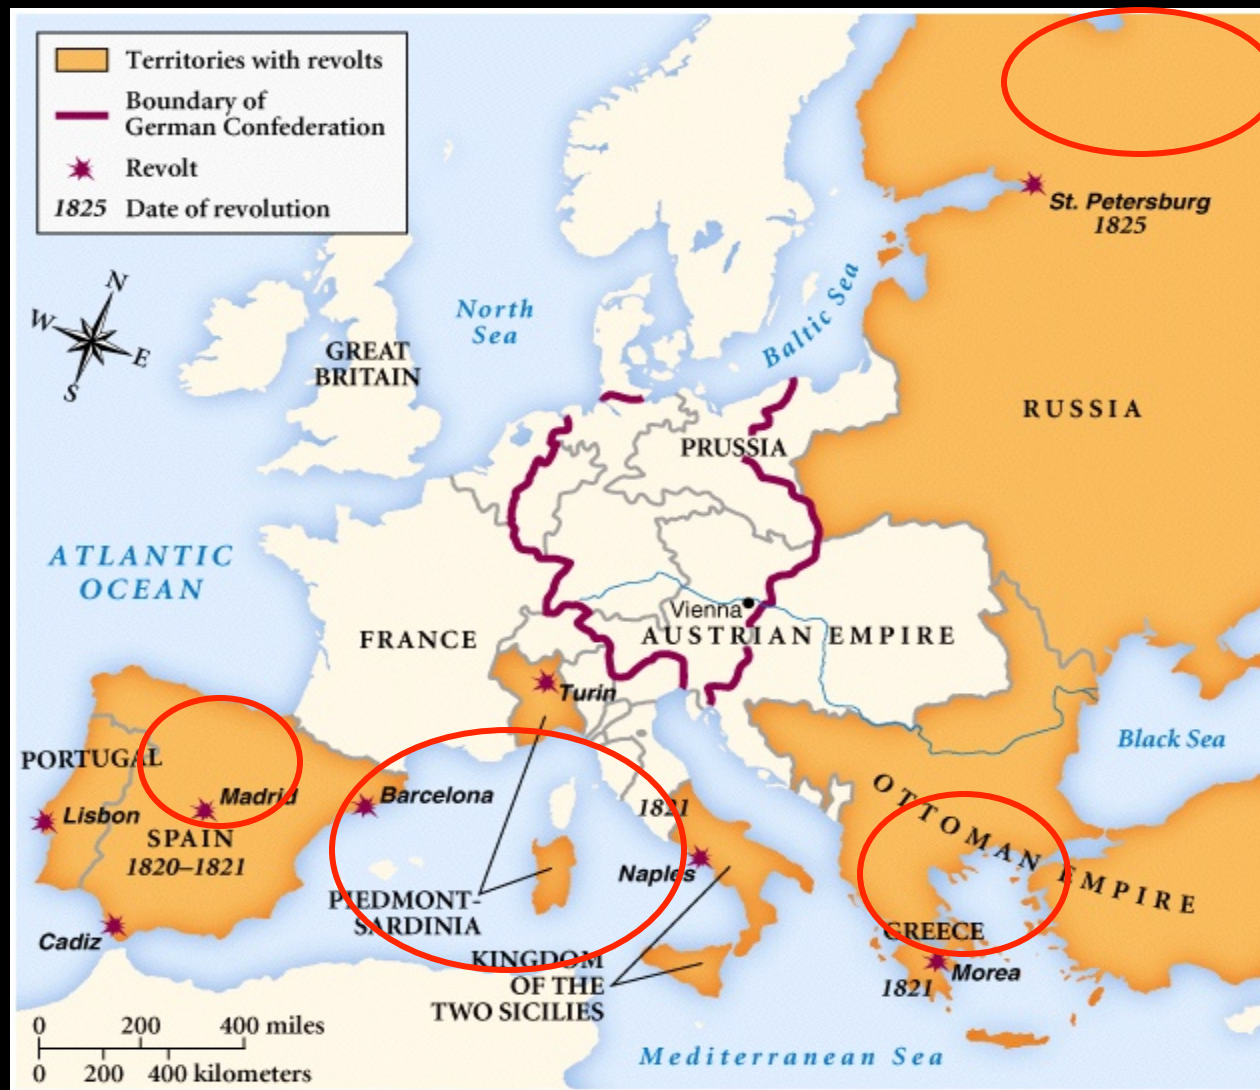 Territories with revolts
Boundary of
German Confederation
Revolt
1825 Date of revolution
N
W
E
S
St. Petersburg
1825
North
Sea
Baltic Sea
GREAT
BRITAIN
RUSSIA
PRUSSIA
ATLANTIC
OCEAN
Vienna
FRANCE
AUSTRIAN EMPIRE
Turin
Black Sea
PORTUGAL
Madrid
Barcelona
Lisbon
SPAIN
1820–1821
1821
OTTOMAN EMPIRE
Naples
PIEDMONT-
SARDINIA
Cadiz
GREECE
KINGDOM
OF THE
TWO SICILIES
Morea
1821
0 200 400 miles
0 200 400 kilometers
Mediterranean Sea